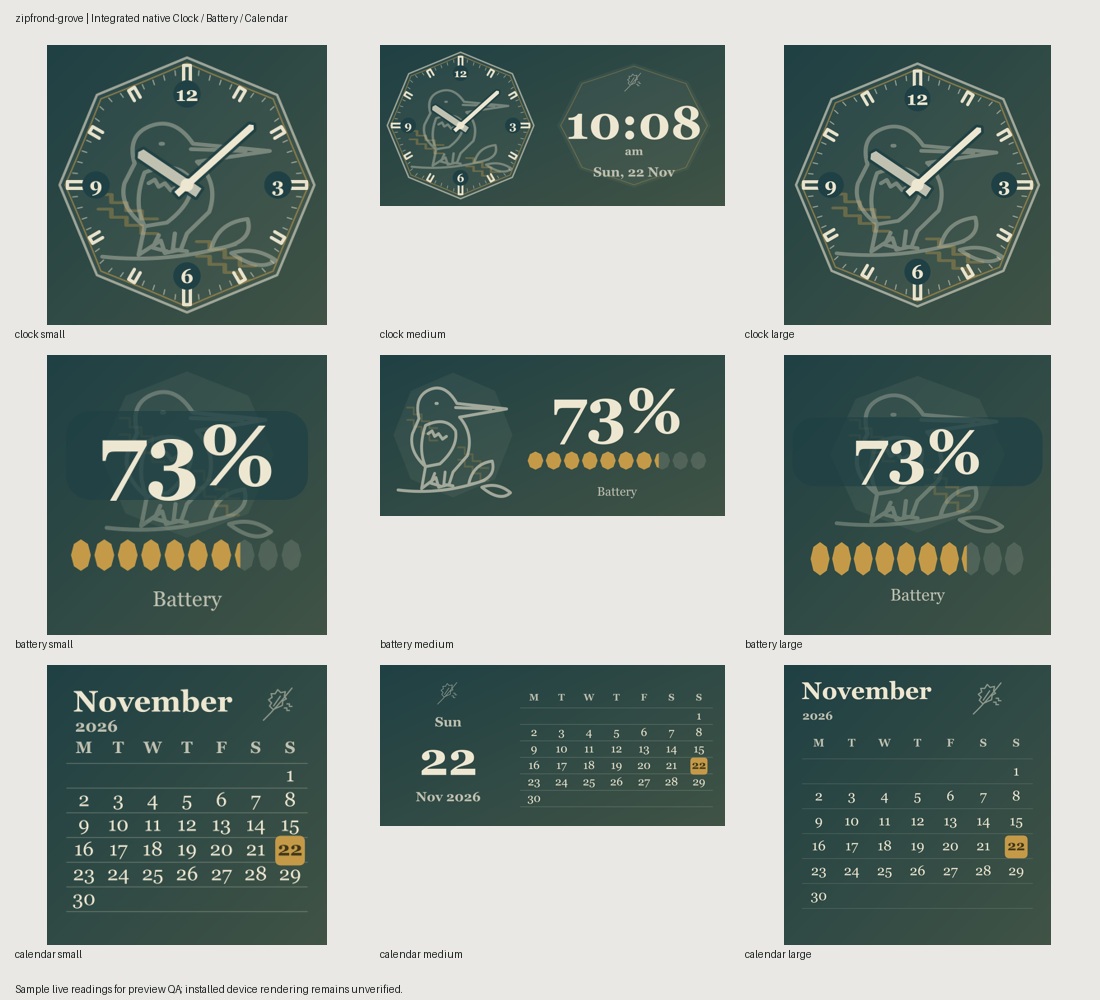 zipfrond-grove | Integrated native Clock / Battery / Calendar
12
9
3
6
clock small
12
9
3
6
10:08
am
Sun, 22 Nov
clock medium
12
9
3
6
clock large
73%
Battery
battery small
73%
Battery
battery medium
73%
Battery
battery large
November
2026
M T W T F S S
1
2 3 4 5 6 7 8
9 10 11 12 13 14 15
16 17 18 19 20 21 22
23 24 25 26 27 28 29
30
calendar small
Sun
22
Nov 2026
M T W T F S S
1
2 3 4 5 6 7 8
9 10 11 12 13 14 15
16 17 18 19 20 21 22
23 24 25 26 27 28 29
30
calendar medium
November
2026
M T W T F S S
1
2 3 4 5 6 7 8
9 10 11 12 13 14 15
16 17 18 19 20 21 22
23 24 25 26 27 28 29
30
calendar large
Sample live readings for preview QA; installed device rendering remains unverified.